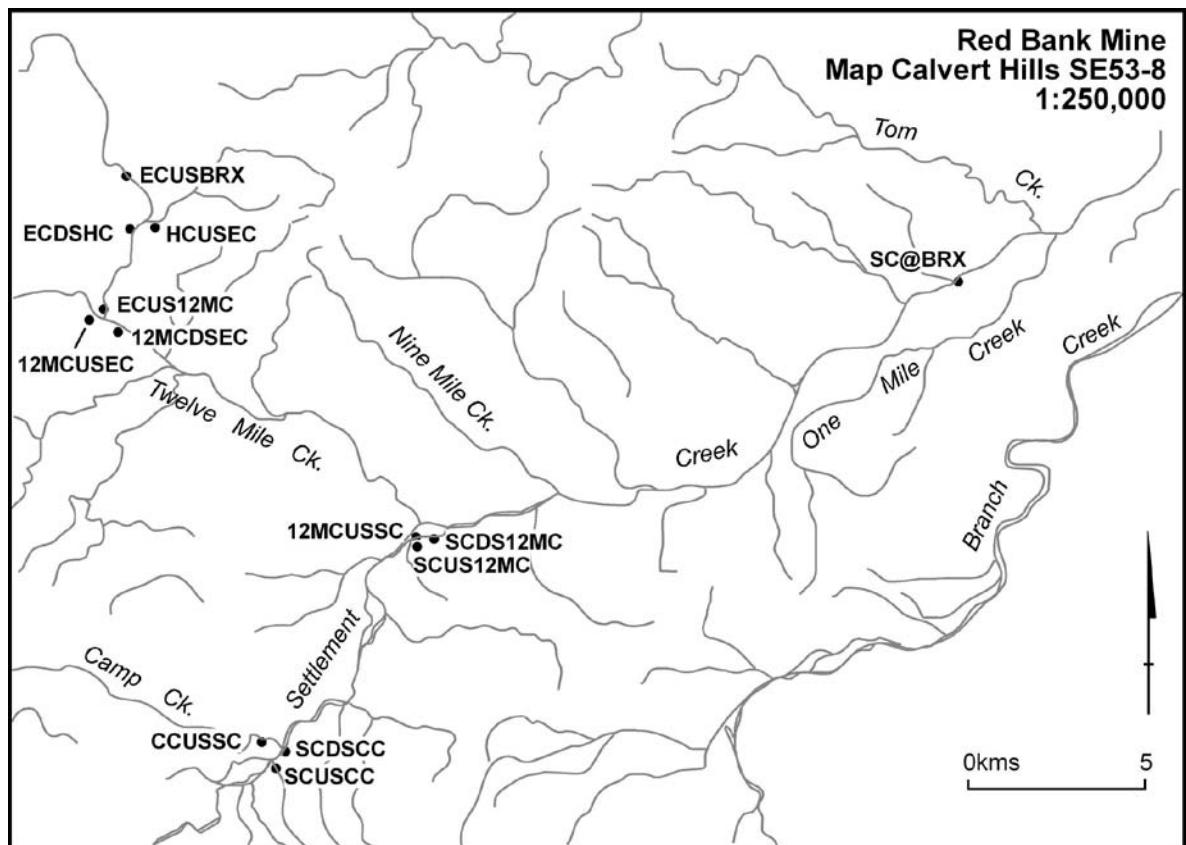 Red Bank Mine
Map Calvert Hills SE53-8
1:250,000
Tom
Ck.
ECUSBRX
ECDSHC
HCUSEC
SC@BRX
ECUS12MC
12MCDSEC
12MCUSEC
Nine Mile Ck.
One Mile Creek
Creek
Twelve Mile Ck.
Creek
Branch
12MCUSSC
SCDS12MC
SCUS12MC
Settlement
Camp Ck.
CCUSSC
SCDSCC
SCUSCC
0kms 5